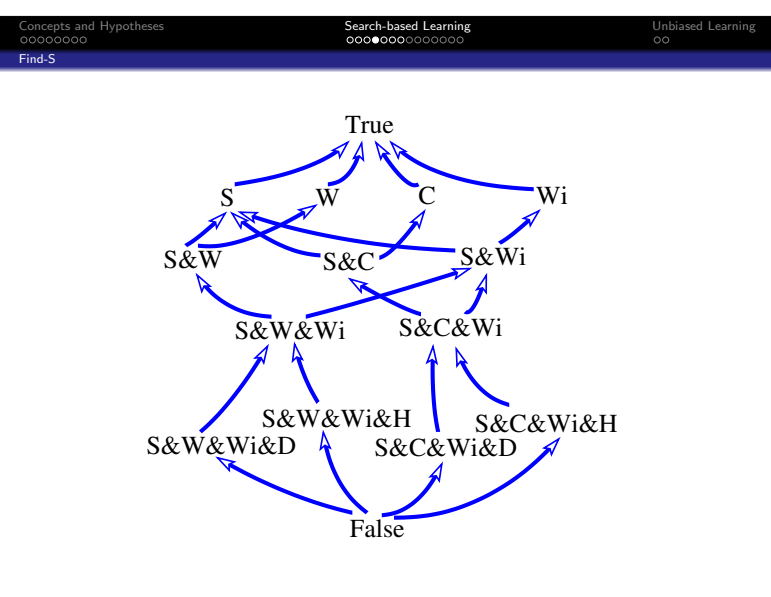 Concepts and Hypotheses Search-based Learning Unbiased Learning
Find-S
True
S W C Wi
S&W S&C S&Wi
S&W&Wi S&C&Wi
S&W&Wi&H S&C&Wi&H
S&W&Wi&D S&C&Wi&D
False